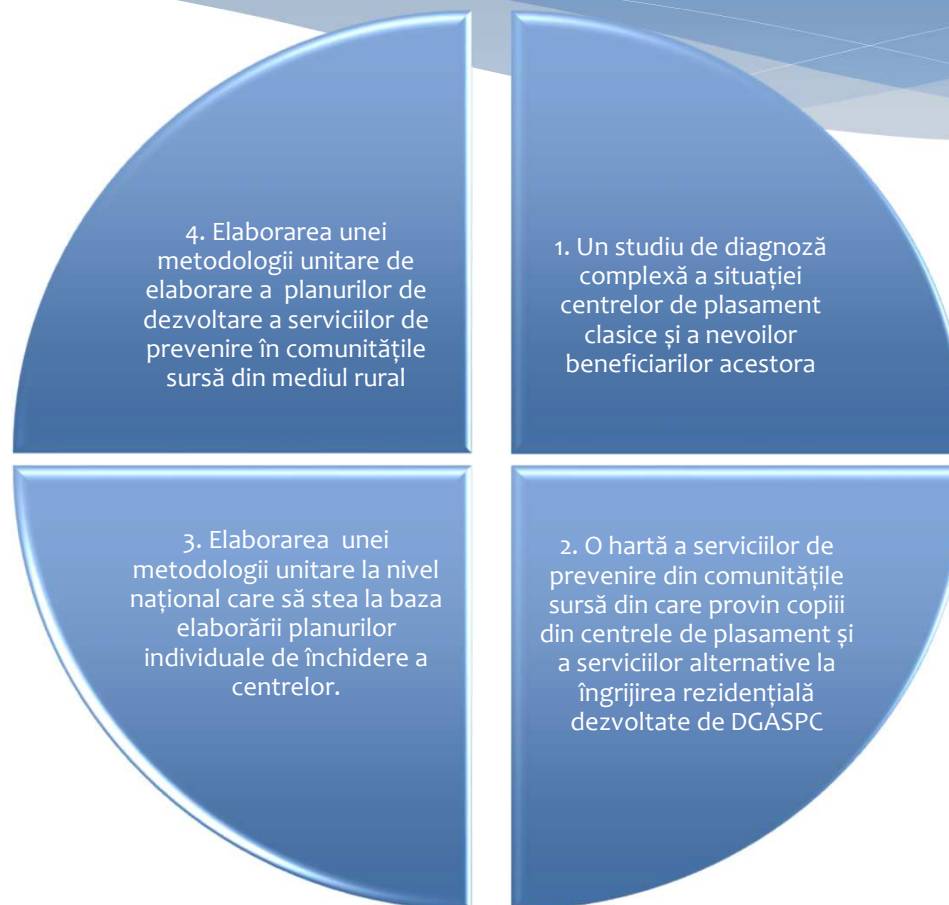 4. Elaborarea unei
metodologii unitare de
elaborare a planurilor de
dezvoltare a serviciilor de
prevenire în comunitățile
sursă din mediul rural
1. Un studiu de diagnoză
complexă a situației
centrelor de plasament
clasice și a nevoilor
beneficiarilor acestora
3. Elaborarea unei
metodologii unitare la nivel
național care să stea la baza
elaborării planurilor
individuale de închidere a
centrelor.
2. O hartă a serviciilor de
prevenire din comunitățile
sursă din care provin copiii
din centrele de plasament și
a serviciilor alternative la
îngrijirea rezidențială
dezvoltate de DGASPC